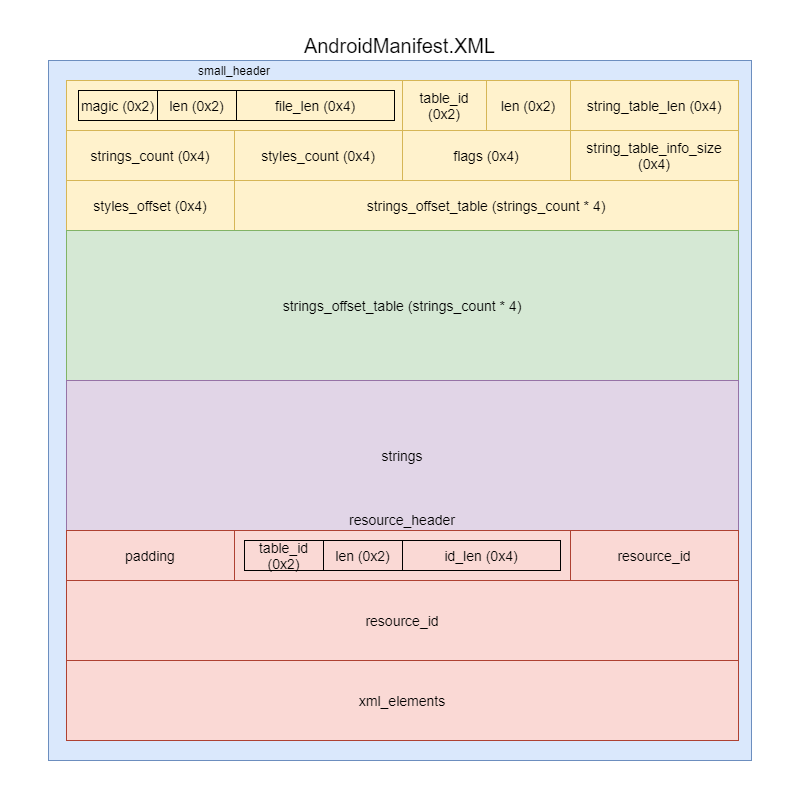 AndroidManifest.XML
small_header
magic (0x2)
len (0x2)
file_len (0x4)
table_id
(0x2)
len (0x2)
string_table_len (0x4)
strings_count (0x4)
styles_count (0x4)
flags (0x4)
string_table_info_size
(0x4)
styles_offset (0x4)
strings_offset_table (strings_count * 4)
strings_offset_table (strings_count * 4)
strings
resource_header
padding
table_id
(0x2)
len (0x2)
id_len (0x4)
resource_id
resource_id
xml_elements